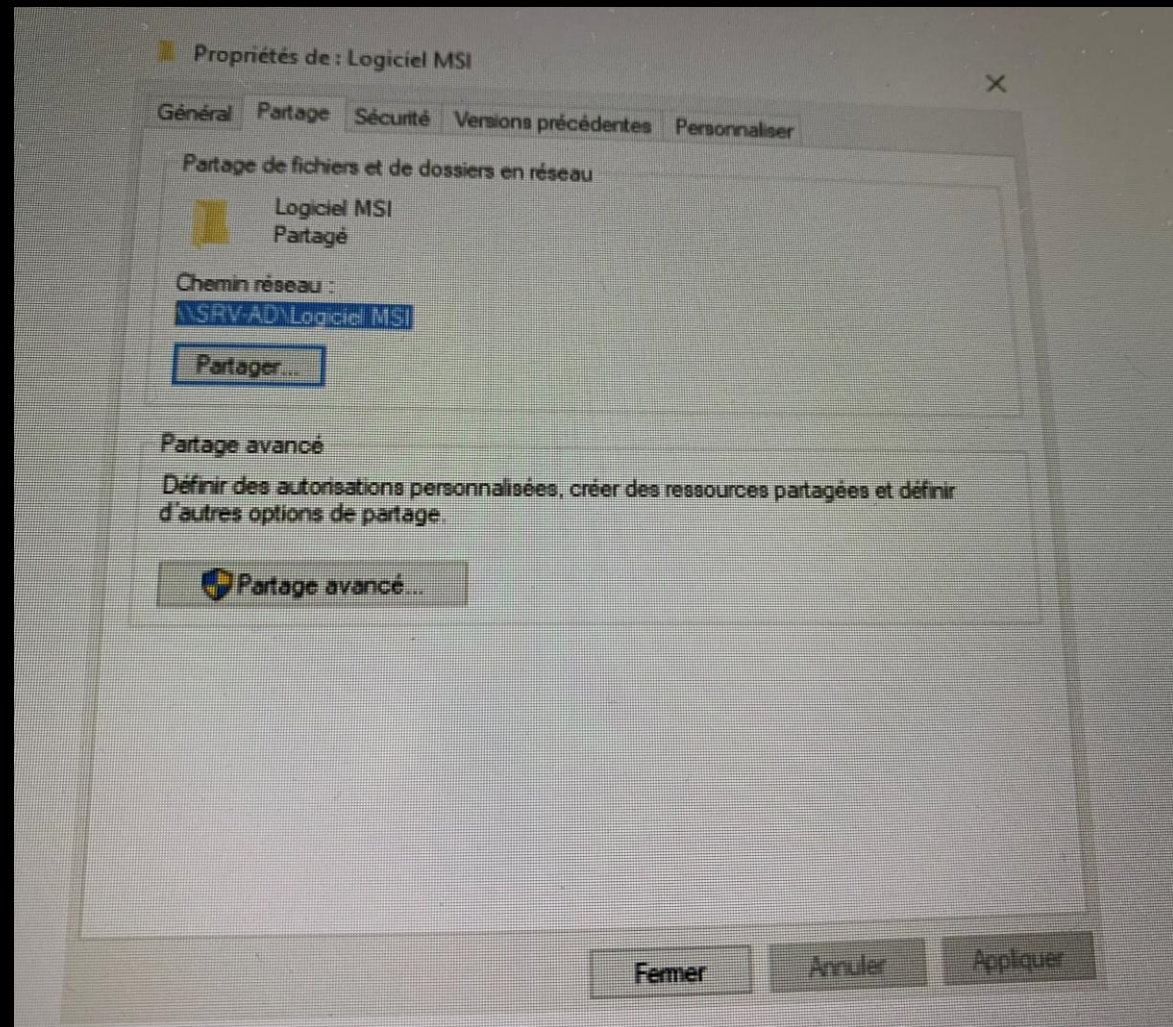 Propriétés de : Logiciel MSI
Général Partage Sécurité Versions précédentes Personnaliser
Partage de fichiers et de dossiers en réseau
Logiciel MSI
Partagé
Chemin réseau :
\\SRV-AD\Logiciel MSI
Partager...
Partage avancé
Définir des autorisations personnalisées, créer des ressources partagées et définir
d'autres options de partage.
Partage avancé...
Fermer Annuler Appliquer